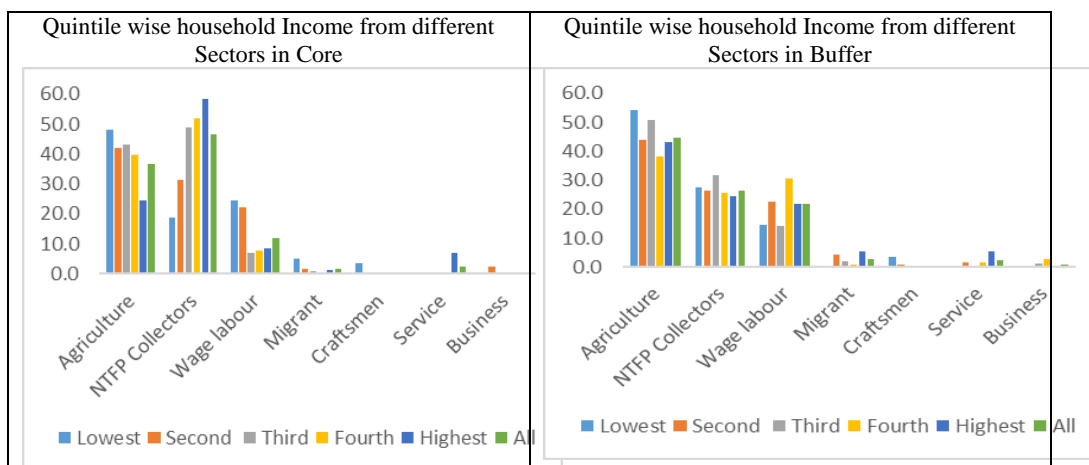 Quintile wise household Income from different
Sectors in Core
60.0
50.0
40.0
30.0
20.0
10.0
0.0
Agriculture
NTFP Collectors
Wage labour
Migrant
Craftsmen
Service
Business
Lowest Second Third Fourth Highest All
Quintile wise household Income from different
Sectors in Buffer
60.0
50.0
40.0
30.0
20.0
10.0
0.0
Agriculture
NTFP Collectors
Wage labour
Migrant
Craftsmen
Service
Business
Lowest Second Third Fourth Highest All